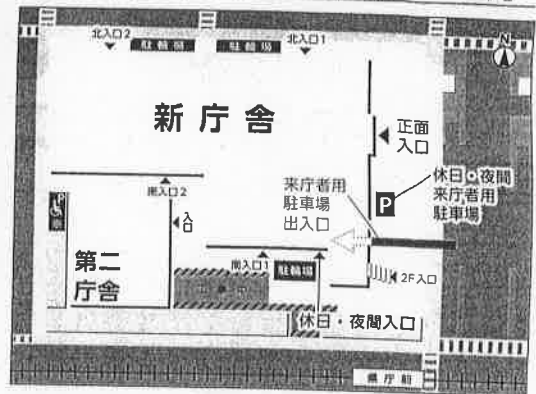 北入口2
駐輪場
駐輪場
北入口1
N
新庁舎
正面
入口
休日・夜間
来庁者用
駐車場
P
来庁者用
駐車場
出入口
南入口2
P
入口
第二
庁舎
南入口1
駐輪場
2F入口
休日・夜間入口
県庁前